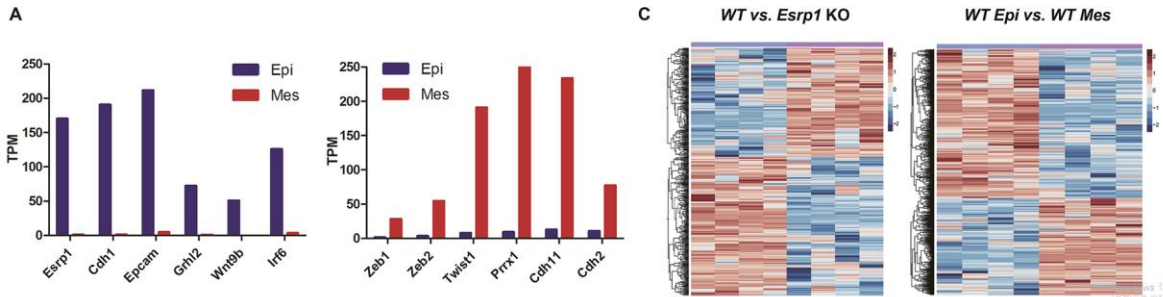 A
250
200
150
100
50
0
TPM
Epi
Mes
Esrp1
Cdh1
Epcam
Grhl2
Wnt9b
Irf6
250
200
150
100
50
0
TPM
Epi
Mes
Zeb1
Zeb2
Twist1
Prrx1
Cdh11
Cdh2
C
WT vs. Esrp1 KO
2
1
0
−1
−2
WT Epi vs. WT Mes
2
1
0
−1
−2